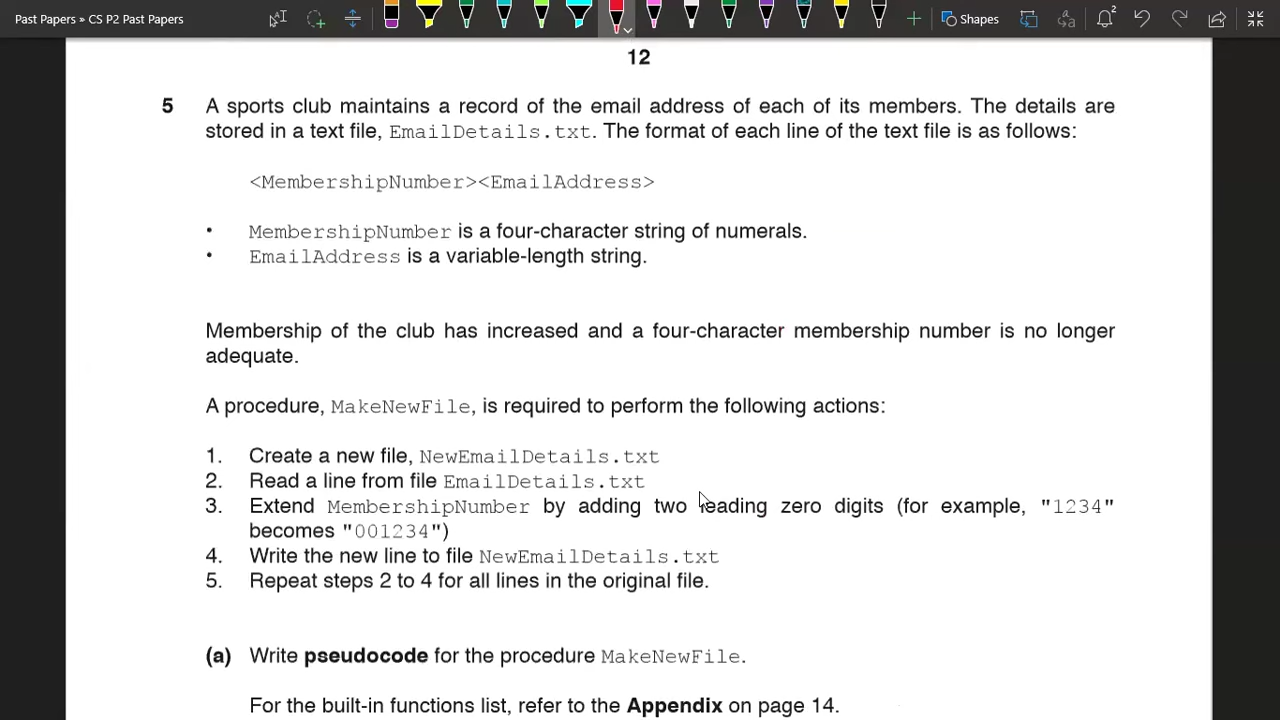 Past Papers » CS P2 Past Papers
Shapes
2
12
5 A sports club maintains a record of the email address of each of its members. The details are
stored in a text file, EmailDetails.txt. The format of each line of the text file is as follows:
<MembershipNumber><EmailAddress>
• MembershipNumber is a four-character string of numerals.
• EmailAddress is a variable-length string.
Membership of the club has increased and a four-character membership number is no longer
adequate.
A procedure, MakeNewFile, is required to perform the following actions:
1. Create a new file, NewEmailDetails.txt
2. Read a line from file EmailDetails.txt
3. Extend MembershipNumber by adding two leading zero digits (for example, "1234"
becomes "001234")
4. Write the new line to file NewEmailDetails.txt
5. Repeat steps 2 to 4 for all lines in the original file.
(a) Write pseudocode for the procedure MakeNewFile.
For the built-in functions list, refer to the Appendix on page 14.